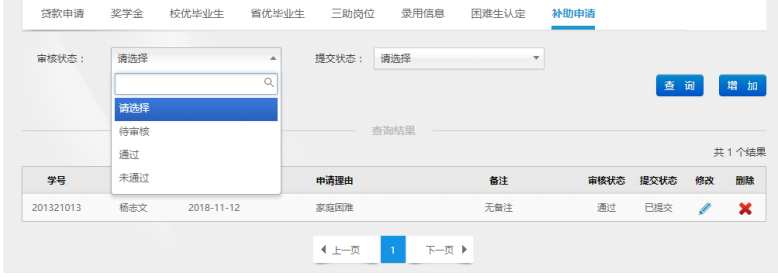 贷款申请 奖学金 校优毕业生 省优毕业生 三助岗位 录用信息 困难生认定 补助申请
审核状态： 请选择 提交状态： 请选择
请选择
待审核
通过
未通过
查 询 增 加
查询结果
共 1 个结果
学号 申请理由 备注 审核状态 提交状态 修改 删除
201321013 杨志文 2018-11-12 家庭困难 无备注 通过 已提交
上一页 1 下一页